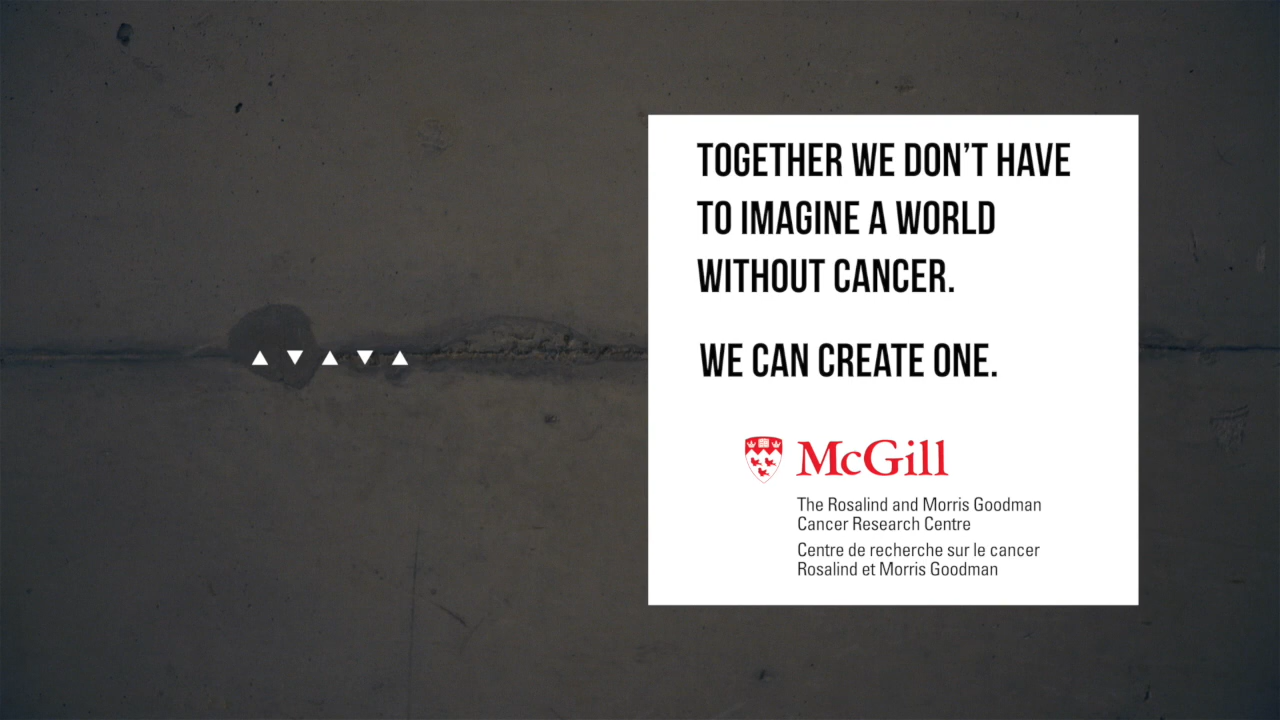 TOGETHER WE DON'T HAVE
TO IMAGINE A WORLD
WITHOUT CANCER.
WE CAN CREATE ONE.
McGill
The Rosalind and Morris Goodman
Cancer Research Centre
Centre de recherche sur le cancer
Rosalind et Morris Goodman